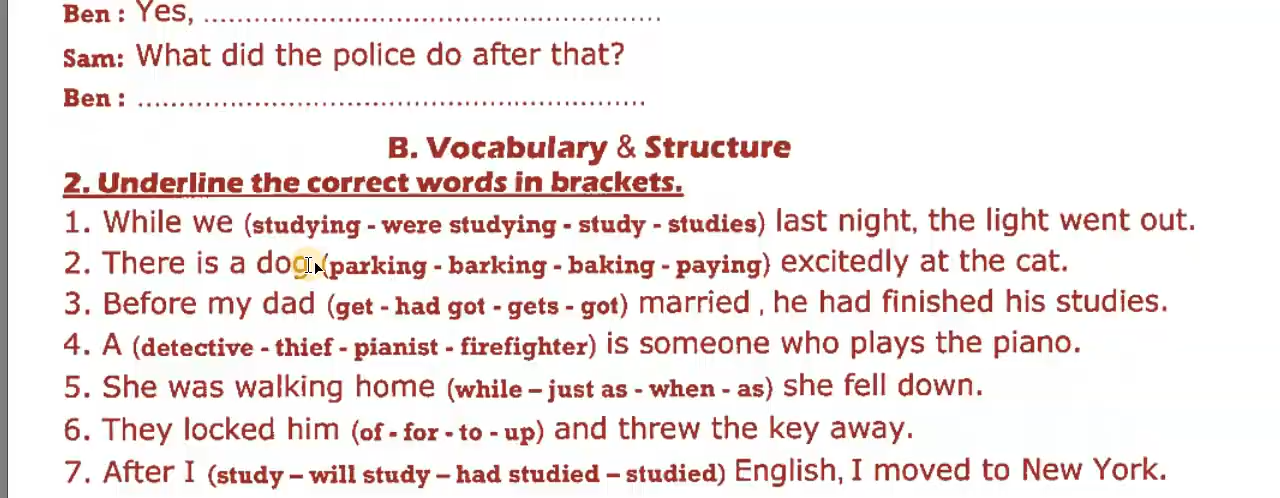 Ben : Yes, ............................................................
Sam: What did the police do after that?
Ben : ............................................................
B. Vocabulary & Structure
2. Underline the correct words in brackets.
1. While we (studying - were studying - study - studies) last night, the light went out.
2. There is a dog (parking - barking - baking - paying) excitedly at the cat.
3. Before my dad (get - had got - gets - got) married , he had finished his studies.
4. A (detective - thief - pianist - firefighter) is someone who plays the piano.
5. She was walking home (while – just as - when - as) she fell down.
6. They locked him (of - for - to - up) and threw the key away.
7. After I (study – will study – had studied – studied) English, I moved to New York.